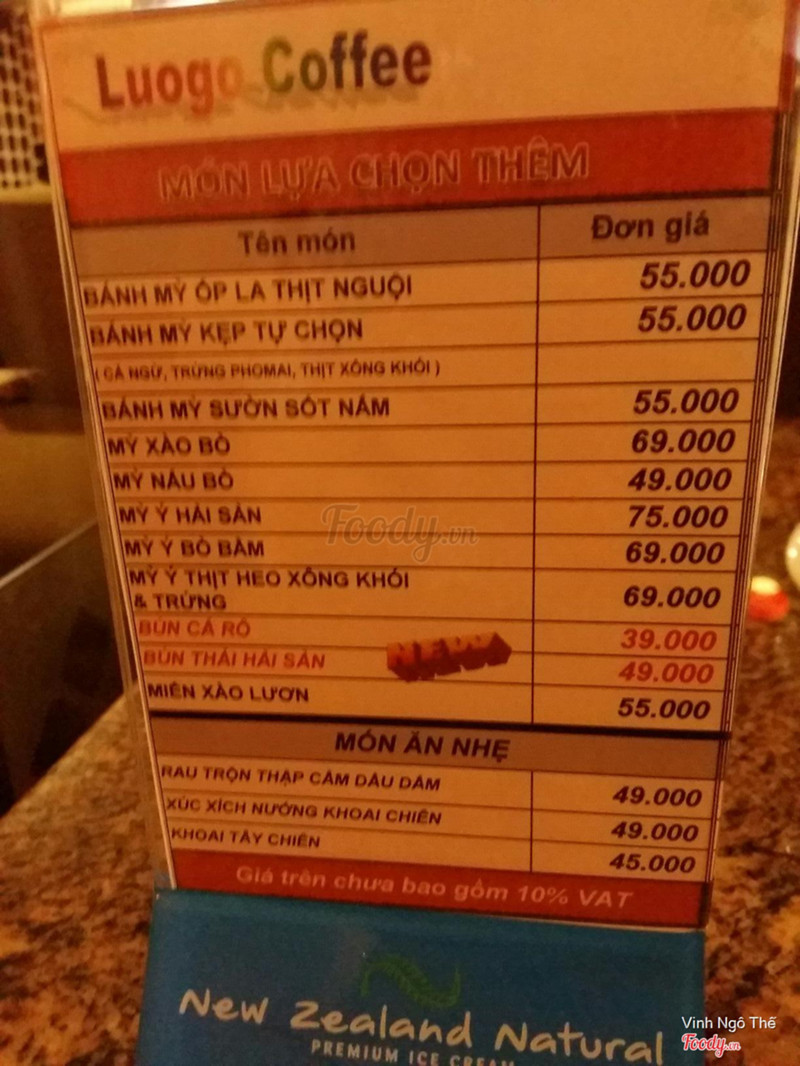 Luogo Coffee
MÓN LỰA CHỌN THÊM
Tên món Đơn giá
BÁNH MỲ ỐP LA THỊT NGUỘI 55.000
BÁNH MỲ KẸP TỰ CHỌN 55.000
( CÁ NGỪ, TRỨNG PHOMAI, THỊT XÔNG KHÓI )
BÁNH MỲ SƯỜN SỐT NẤM 55.000
MỲ XÀO BÒ 69.000
MỲ NẤU BÒ 49.000
MỲ Ý HẢI SẢN 75.000
MỲ Ý BÒ BẰM 69.000
MỲ Ý THỊT HEO XÔNG KHÓI
& TRỨNG 69.000
BÚN CÁ RÔ 39.000
BÚN THÁI HẢI SẢN 49.000
NEW
MIẾN XÀO LƯƠN 55.000
MÓN ĂN NHẸ
RAU TRỘN THẬP CẨM DẦU DẤM 49.000
XÚC XÍCH NƯỚNG KHOAI CHIÊN 49.000
KHOAI TÂY CHIÊN 45.000
Giá trên chưa bao gồm 10% VAT
New Zealand Natural
PREMIUM ICE CREAM
Foody.vn
Vinh Ngô Thế
Foody.vn